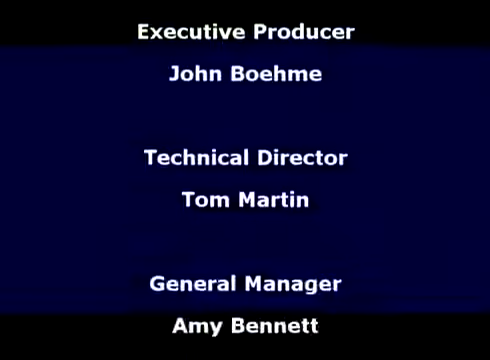 Executive Producer
John Boehme
Technical Director
Tom Martin
General Manager
Amy Bennett